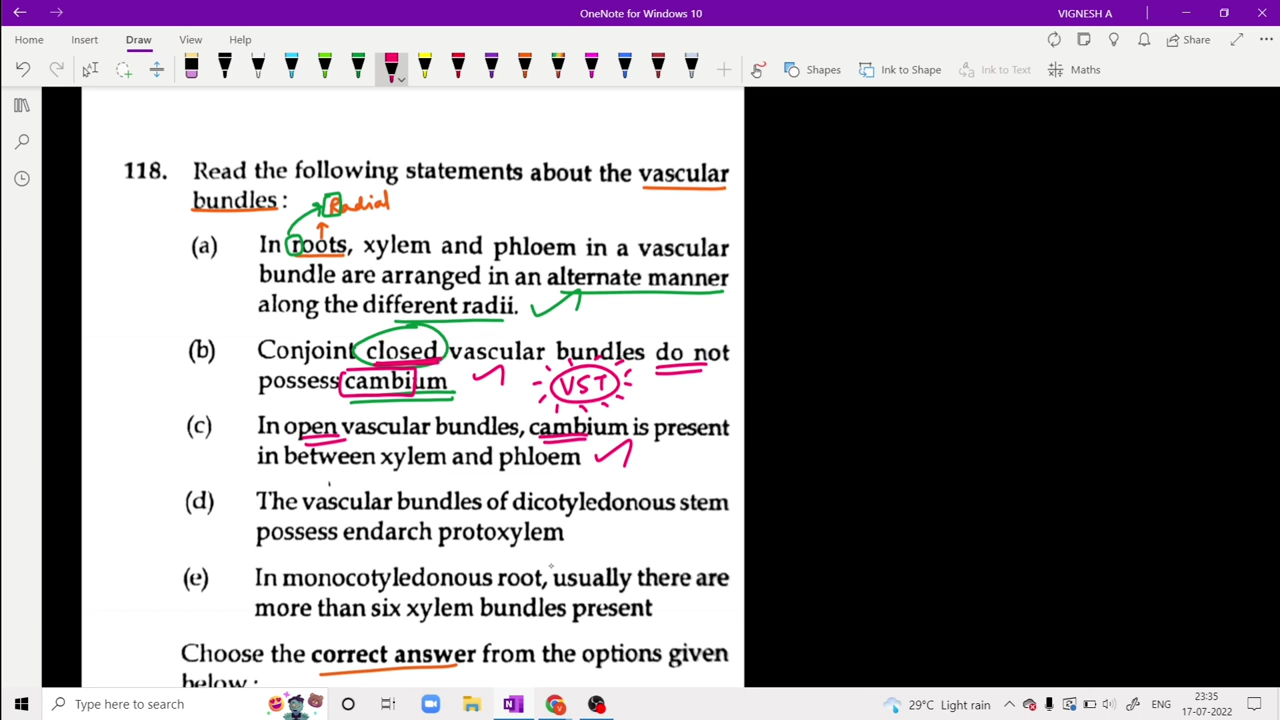 OneNote for Windows 10
VIGNESH A
Home Insert Draw View Help
Share
Shapes Ink to Shape Ink to Text Maths
118. Read the following statements about the vascular
bundles :
Radial
(a) In roots, xylem and phloem in a vascular
bundle are arranged in an alternate manner
along the different radii.
(b) Conjoint closed vascular bundles do not
possess cambium
VST
(c) In open vascular bundles, cambium is present
in between xylem and phloem
(d) The vascular bundles of dicotyledonous stem
possess endarch protoxylem
(e) In monocotyledonous root, usually there are
more than six xylem bundles present
Choose the correct answer from the options given
below :
Type here to search
29°C Light rain
ENG
23:35
17-07-2022